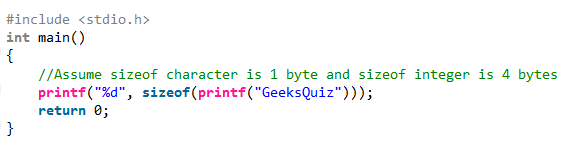 #include <stdio.h>
int main()
{
    //Assume sizeof character is 1 byte and sizeof integer is 4 bytes
    printf("%d", sizeof(printf("GeeksQuiz")));
    return 0;
}